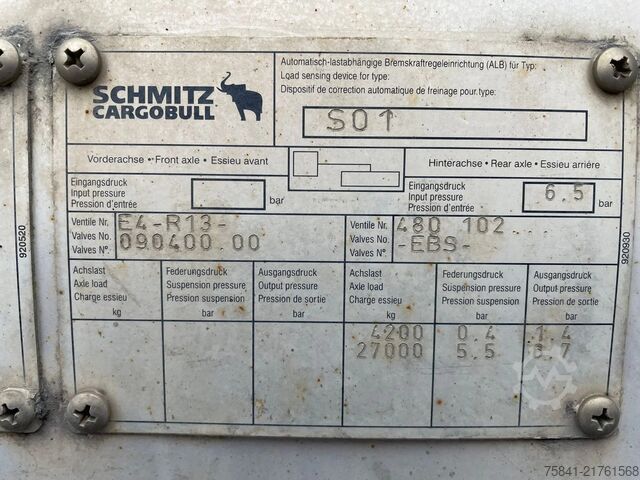 SCHMITZ
CARGOBULL
Automatisch-lastabhängige Bremskraftregeleinrichtung (ALB) für Typ:
Load sensing device for type:
Dispositif de correction automatique de freinage pour type:
S01
Vorderachse • Front axle • Essieu avant
Hinterachse • Rear axle • Essieu arrière
Eingangsdruck
Input pressure
Pression d'entrée
bar
Eingangsdruck
Input pressure
Pression d'entrée
6.5 bar
Ventile Nr.
Valves No.
Valves N°.
E4-R13-
090400.00
Ventile Nr.
Valves No.
Valves N°.
480 102
-EBS-
Achslast
Axle load
Charge essieu
kg
Federungsdruck
Suspension pressure
Pression suspension
bar
Ausgangsdruck
Output pressure
Pression de sortie
bar
Achslast
Axle load
Charge essieu
kg
Federungsdruck
Suspension pressure
Pression suspension
bar
Ausgangsdruck
Output pressure
Pression de sortie
bar
4200 0.4 1.4
27000 5.5
920520
920930
75841-21761568